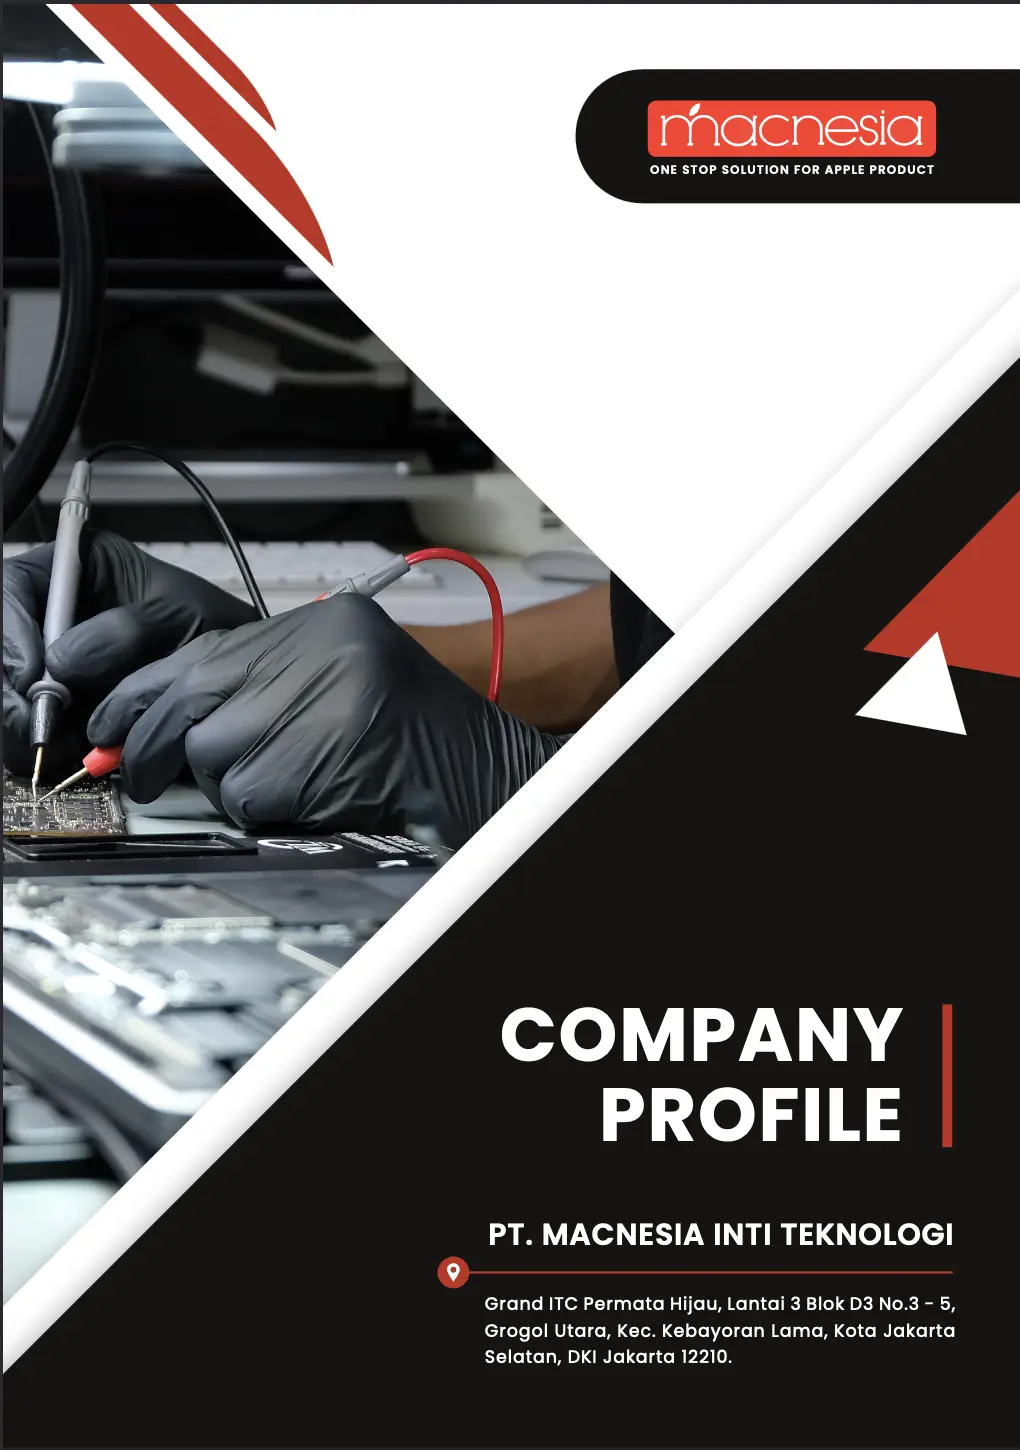 macnesia
ONE STOP SOLUTION FOR APPLE PRODUCT
COMPANY
PROFILE
PT. MACNESIA INTI TEKNOLOGI
Grand ITC Permata Hijau, Lantai 3 Blok D3 No.3 - 5,
Grogol Utara, Kec. Kebayoran Lama, Kota Jakarta
Selatan, DKI Jakarta 12210.